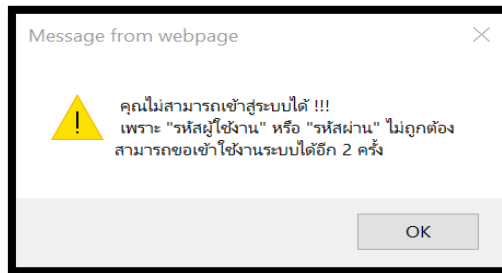 Message from webpage
คุณไม่สามารถเข้าสู่ระบบได้ !!!
เพราะ "รหัสผู้ใช้งาน" หรือ "รหัสผ่าน" ไม่ถูกต้อง
สามารถขอเข้าใช้งานระบบได้อีก 2 ครั้ง
OK